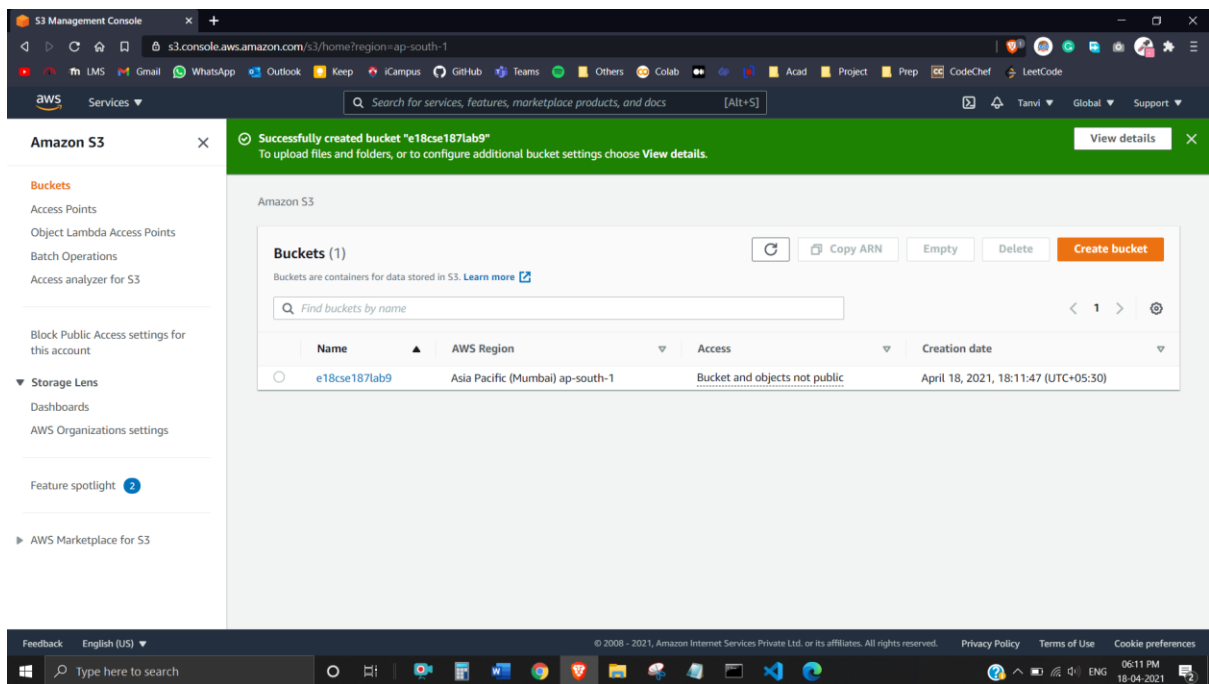 S3 Management Console
s3.console.aws.amazon.com/s3/home?region=ap-south-1
LMS Gmail WhatsApp Outlook Keep iCampus GitHub Teams Others Colab Acad Project Prep CodeChef LeetCode
aws Services ▼ Search for services, features, marketplace products, and docs [Alt+S] Tanvi ▼ Global ▼ Support ▼
Amazon S3
Buckets
Access Points
Object Lambda Access Points
Batch Operations
Access analyzer for S3
Block Public Access settings for
this account
Storage Lens
Dashboards
AWS Organizations settings
Feature spotlight 2
AWS Marketplace for S3
Successfully created bucket "e18cse187lab9"
To upload files and folders, or to configure additional bucket settings choose View details.
View details
Amazon S3
Buckets (1)
Copy ARN Empty Delete Create bucket
Buckets are containers for data stored in S3. Learn more
Find buckets by name
< 1 >
Name AWS Region Access Creation date
e18cse187lab9 Asia Pacific (Mumbai) ap-south-1 Bucket and objects not public April 18, 2021, 18:11:47 (UTC+05:30)
Feedback English (US) ▼ © 2008 - 2021, Amazon Internet Services Private Ltd. or its affiliates. All rights reserved. Privacy Policy Terms of Use Cookie preferences
Type here to search
ENG
06:11 PM
18-04-2021